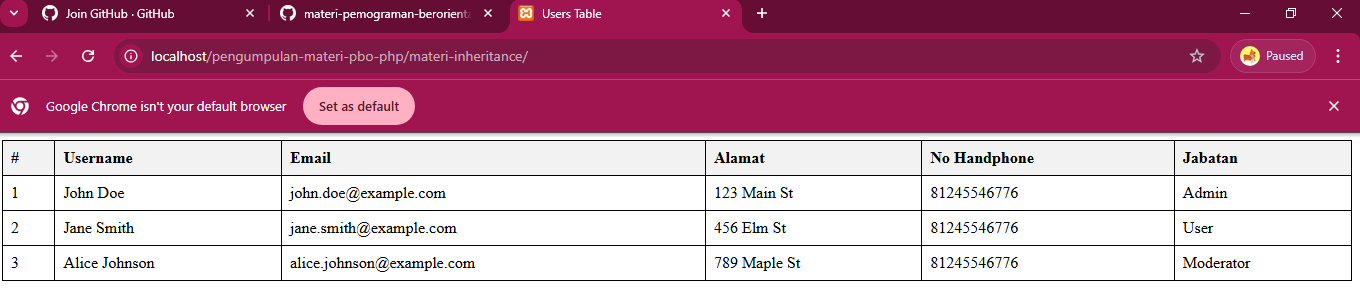 Join GitHub · GitHub
materi-pemograman-berorient
Users Table
localhost/pengumpulan-materi-pbo-php/materi-inheritance/
Paused
Google Chrome isn't your default browser
Set as default
# Username Email Alamat No Handphone Jabatan
1 John Doe john.doe@example.com 123 Main St 81245546776 Admin
2 Jane Smith jane.smith@example.com 456 Elm St 81245546776 User
3 Alice Johnson alice.johnson@example.com 789 Maple St 81245546776 Moderator